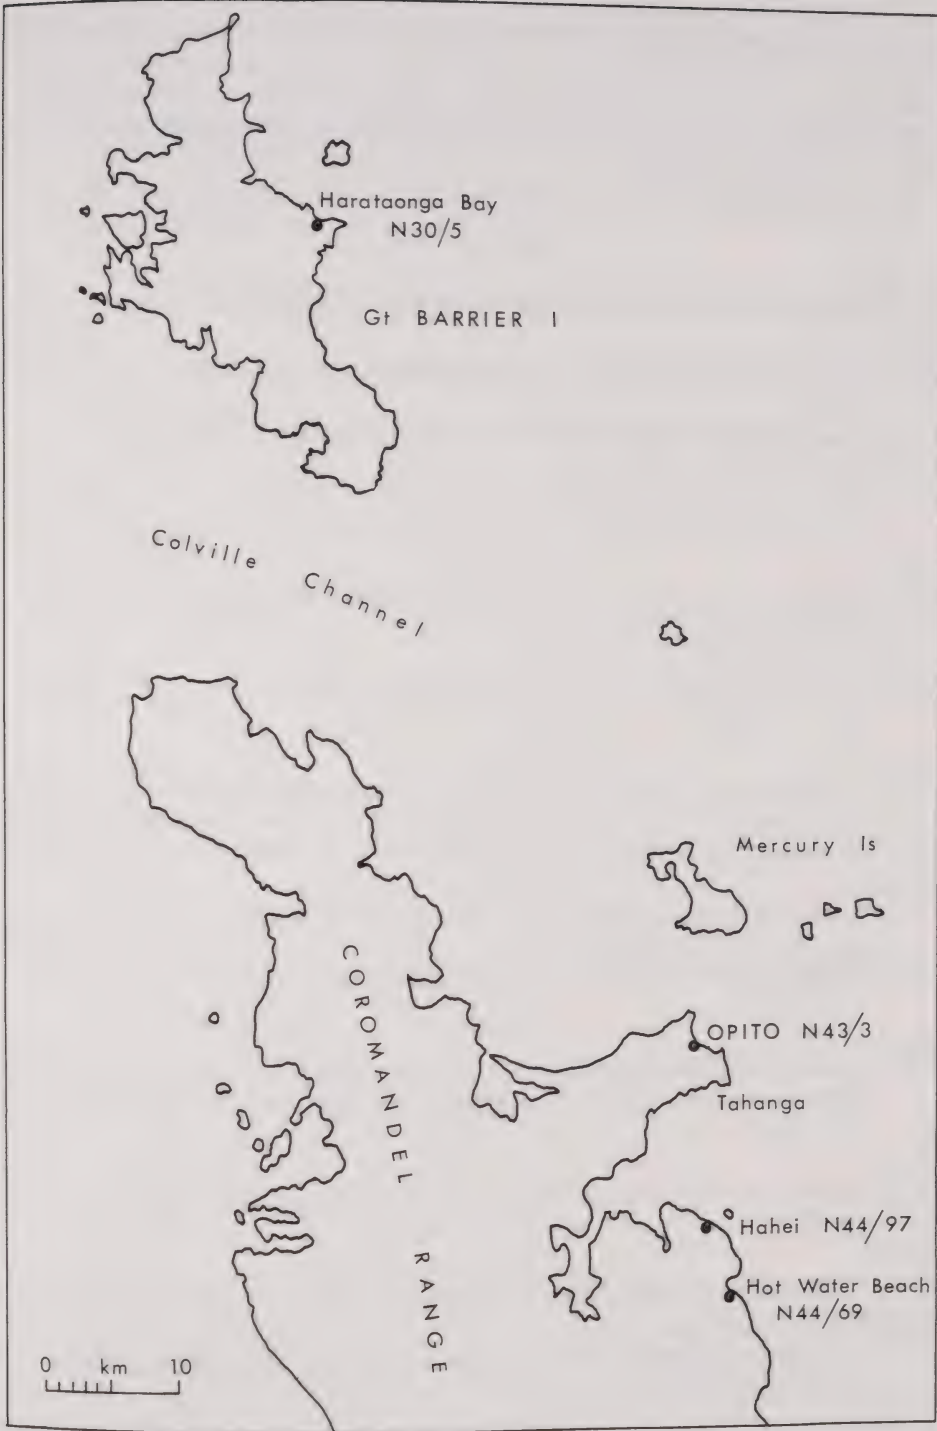 Harataonga Bay
N30/5
Gt BARRIER I
Colville Channel
Mercury Is
COROMANDEL RANGE
OPITO N43/3
Tahanga
Hahei N44/97
Hot Water Beach
N44/69
0 km 10